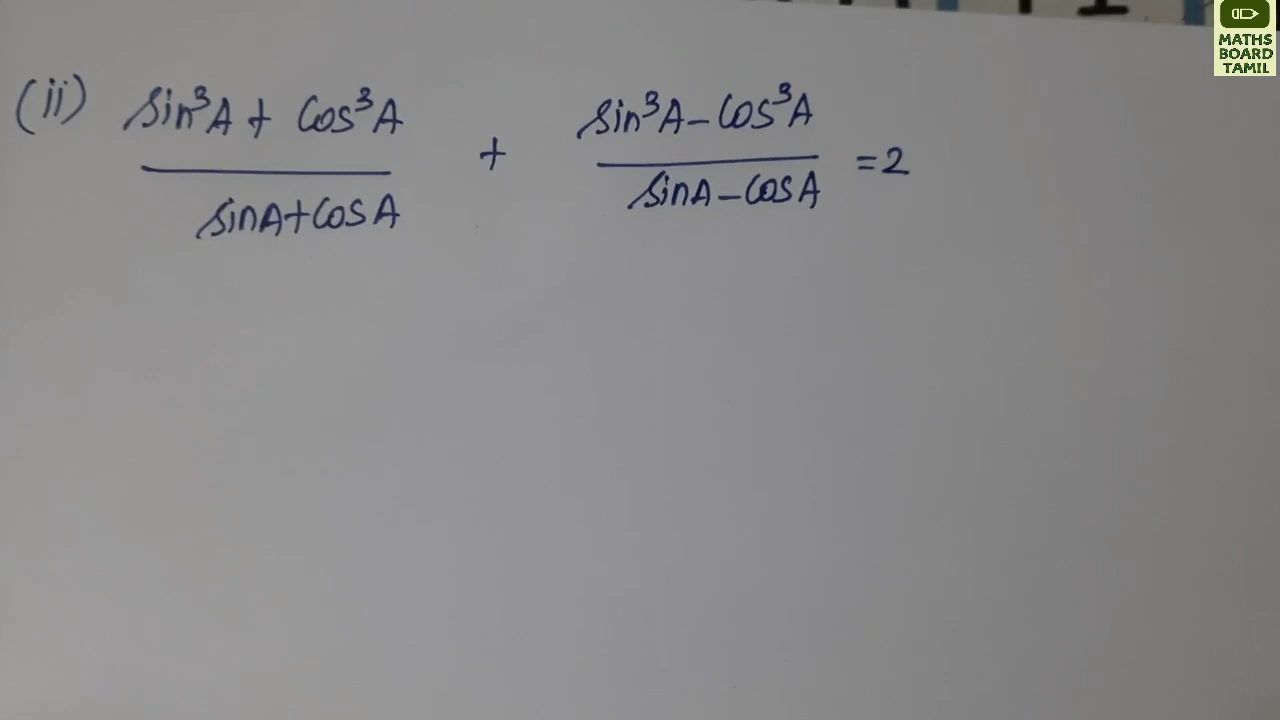 (ii) sin³A + Cos³A / sinA + CosA + sin³A - Cos³A / sinA - CosA = 2
MATHS
BOARD
TAMIL